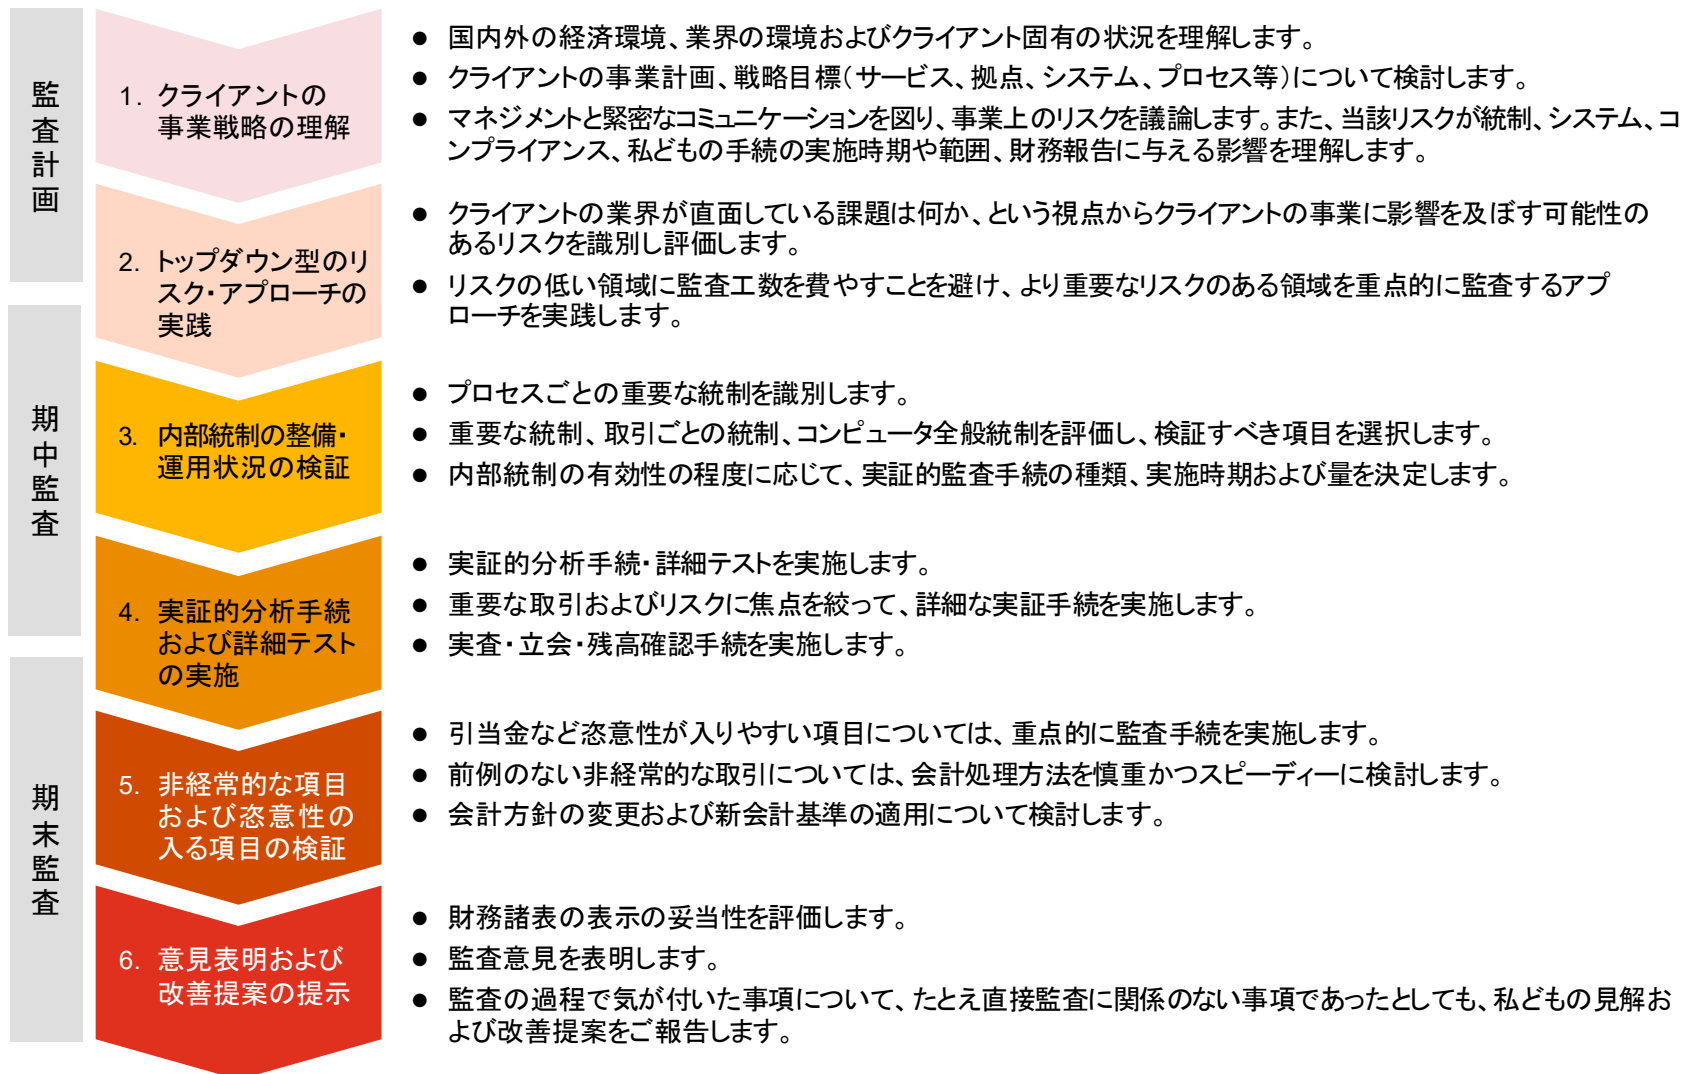 監査計画
1. クライアントの
事業戦略の理解
● 国内外の経済環境、業界の環境およびクライアント固有の状況を理解します。
● クライアントの事業計画、戦略目標（サービス、拠点、システム、プロセス等）について検討します。
● マネジメントと緊密なコミュニケーションを図り、事業上のリスクを議論します。また、当該リスクが統制、システム、コ
ンプライアンス、私どもの手続の実施時期や範囲、財務報告に与える影響を理解します。
2. トップダウン型のリ
スク・アプローチの
実践
● クライアントの業界が直面している課題は何か、という視点からクライアントの事業に影響を及ぼす可能性の
あるリスクを識別し評価します。
● リスクの低い領域に監査工数を費やすことを避け、より重要なリスクのある領域を重点的に監査するアプ
ローチを実践します。
期中監査
3. 内部統制の整備・
運用状況の検証
● プロセスごとの重要な統制を識別します。
● 重要な統制、取引ごとの統制、コンピュータ全般統制を評価し、検証すべき項目を選択します。
● 内部統制の有効性の程度に応じて、実証的監査手続の種類、実施時期および量を決定します。
4. 実証的分析手続
および詳細テスト
の実施
● 実証的分析手続・詳細テストを実施します。
● 重要な取引およびリスクに焦点を絞って、詳細な実証手続を実施します。
● 実査・立会・残高確認手続を実施します。
期末監査
5. 非経常的な項目
および恣意性の
入る項目の検証
● 引当金など恣意性が入りやすい項目については、重点的に監査手続を実施します。
● 前例のない非経常的な取引については、会計処理方法を慎重かつスピーディーに検討します。
● 会計方針の変更および新会計基準の適用について検討します。
6. 意見表明および
改善提案の提示
● 財務諸表の表示の妥当性を評価します。
● 監査意見を表明します。
● 監査の過程で気が付いた事項について、たとえ直接監査に関係のない事項であったとしても、私どもの見解お
よび改善提案をご報告します。